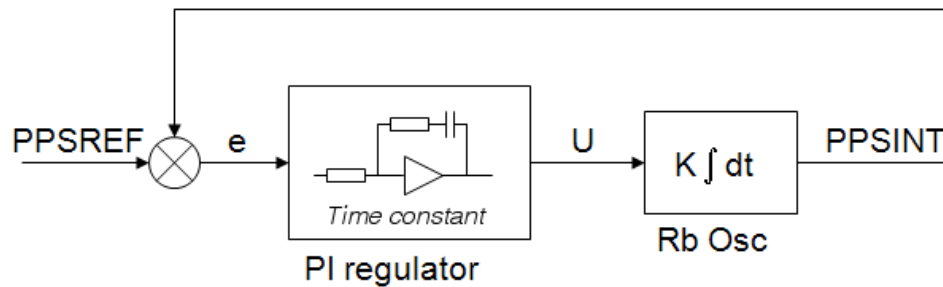 PPSREF
e
Time constant
PI regulator
U
K ∫ dt
Rb Osc
PPSINT